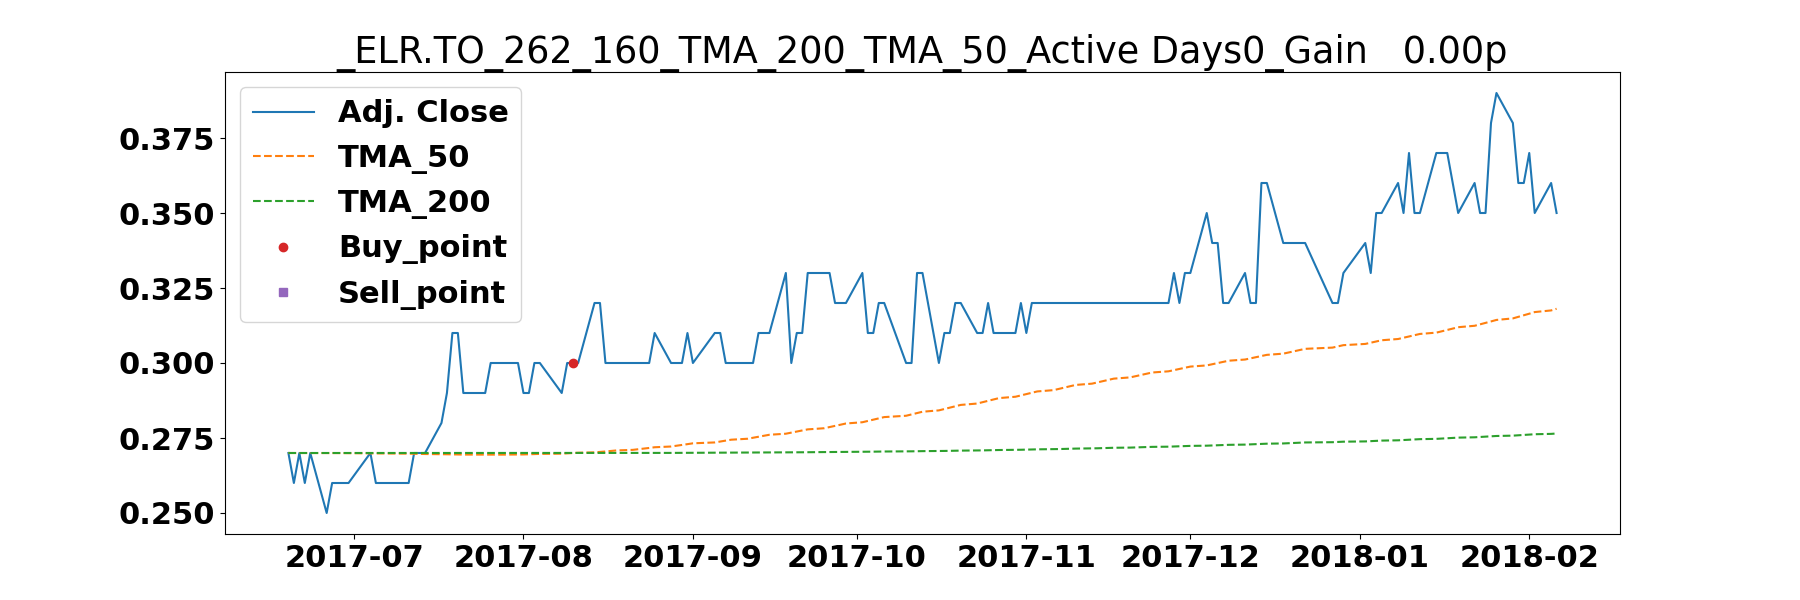 _ELR.TO_262_160_TMA_200_TMA_50_Active Days0_Gain   0.00p
Adj. Close
TMA_50
TMA_200
Buy_point
Sell_point
0.375
0.350
0.325
0.300
0.275
0.250
2017-07 2017-08 2017-09 2017-10 2017-11 2017-12 2018-01 2018-02